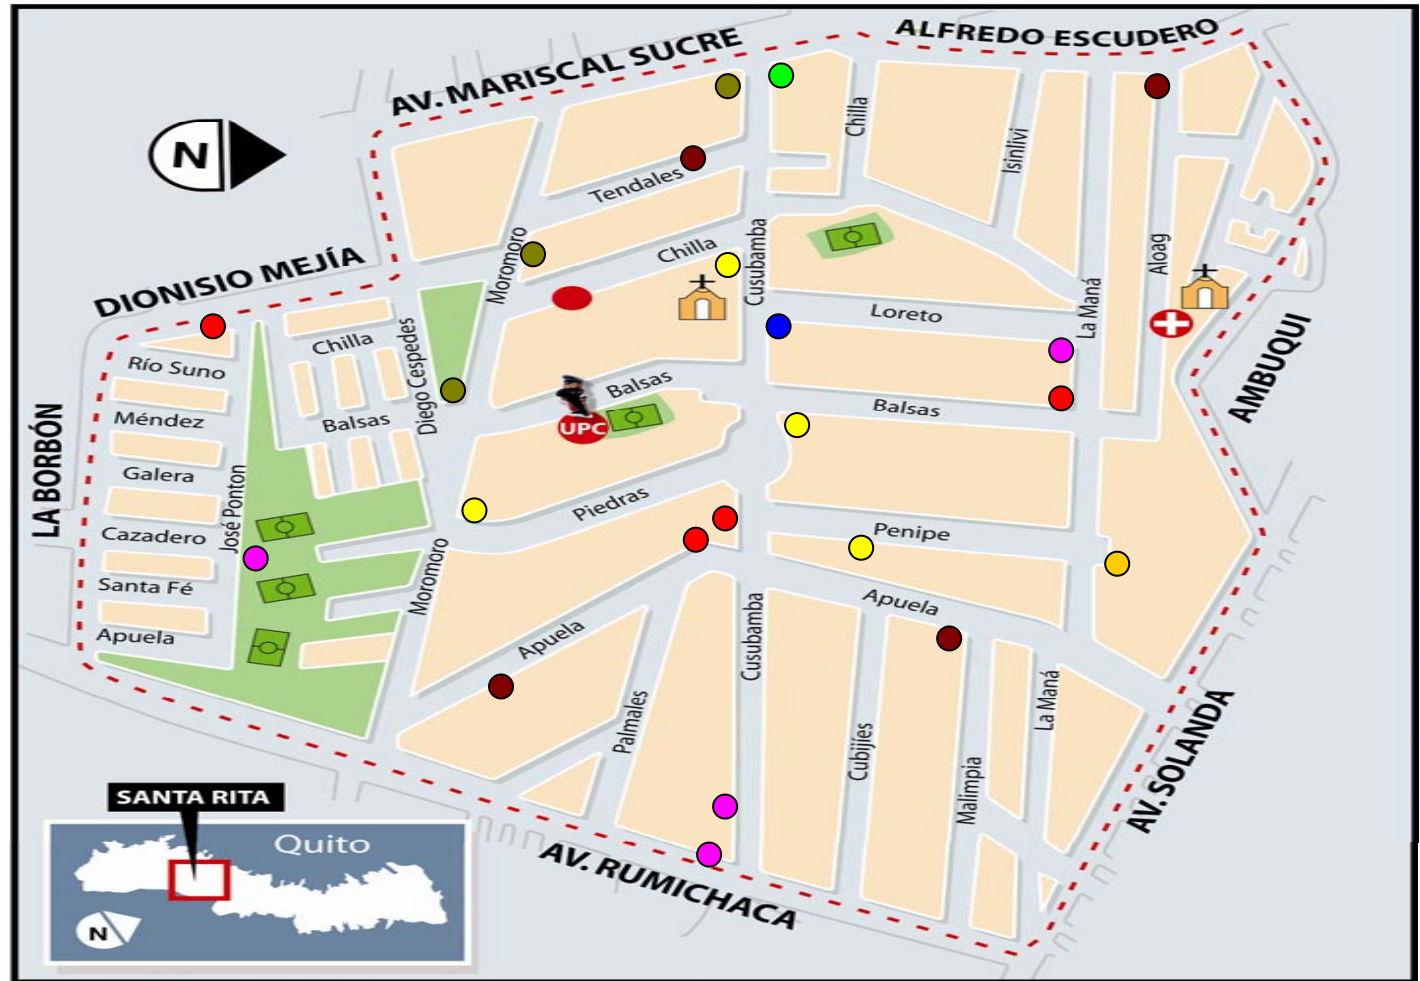 AV. MARISCAL SUCRE
ALFREDO ESCUDERO
Chilla
Isinlivi
N
Tendales
Moromoro
Chilla
Cusubamba
Aloag
DIONISIO MEJÍA
La Maná
Loreto
AMBUQUI
Río Suno
Chilla
Diego Cespedes
Balsas
Balsas
Méndez
Balsas
UPC
LA BORBÓN
Galera
José Ponton
Piedras
Penipe
Cazadero
Santa Fé
Moromoro
Apuela
Cusubamba
Apuela
Apuela
Palmales
Cubijíes
La Maná
Malimpia
AV. SOLANDA
SANTA RITA
Quito
N
AV. RUMICHACA